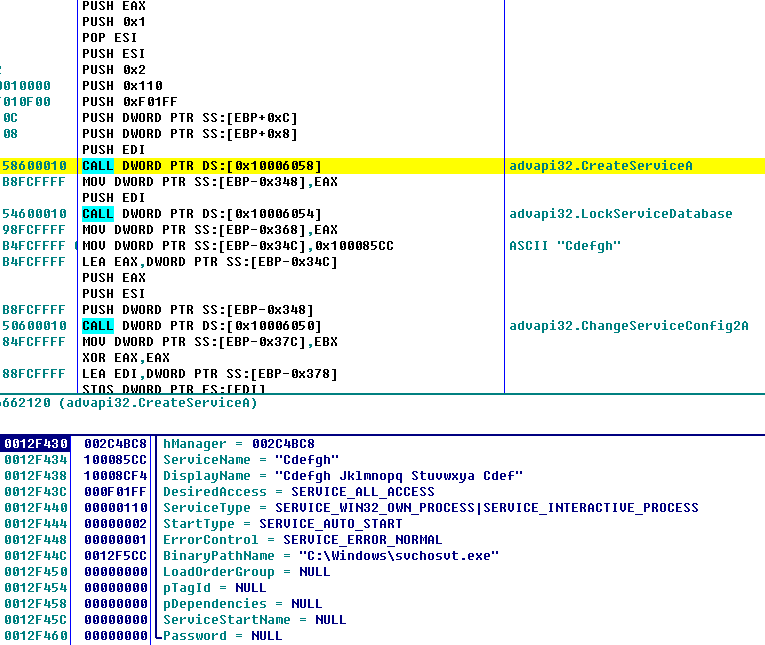 PUSH EAX
PUSH 0x1
POP ESI
PUSH ESI
PUSH 0x2
0010000 PUSH 0x110
010F00 PUSH 0xF01FF
0C PUSH DWORD PTR SS:[EBP+0xC]
08 PUSH DWORD PTR SS:[EBP+0x8]
PUSH EDI
58600010 CALL DWORD PTR DS:[0x10006058] advapi32.CreateServiceA
B8FCFFFF MOV DWORD PTR SS:[EBP-0x348],EAX
PUSH EDI
54600010 CALL DWORD PTR DS:[0x10006054] advapi32.LockServiceDatabase
98FCFFFF MOV DWORD PTR SS:[EBP-0x368],EAX
B4FCFFFF MOV DWORD PTR SS:[EBP-0x34C],0x100085CC ASCII "Cdefgh"
B4FCFFFF LEA EAX,DWORD PTR SS:[EBP-0x34C]
PUSH EAX
PUSH ESI
B8FCFFFF PUSH DWORD PTR SS:[EBP-0x348]
50600010 CALL DWORD PTR DS:[0x10006050] advapi32.ChangeServiceConfig2A
84FCFFFF MOV DWORD PTR SS:[EBP-0x37C],EBX
XOR EAX,EAX
88FCFFFF LEA EDI,DWORD PTR SS:[EBP-0x378]
STOS DWORD PTR ES:[EDI]
662120 (advapi32.CreateServiceA)
0012F430 002C4BC8 hManager = 002C4BC8
0012F434 100085CC ServiceName = "Cdefgh"
0012F438 10008CF4 DisplayName = "Cdefgh Jklmnopq Stuvwxya Cdef"
0012F43C 000F01FF DesiredAccess = SERVICE_ALL_ACCESS
0012F440 00000110 ServiceType = SERVICE_WIN32_OWN_PROCESS|SERVICE_INTERACTIVE_PROCESS
0012F444 00000002 StartType = SERVICE_AUTO_START
0012F448 00000001 ErrorControl = SERVICE_ERROR_NORMAL
0012F44C 0012F5CC BinaryPathName = "C:\Windows\svchosvt.exe"
0012F450 00000000 LoadOrderGroup = NULL
0012F454 00000000 pTagId = NULL
0012F458 00000000 pDependencies = NULL
0012F45C 00000000 ServiceStartName = NULL
0012F460 00000000 Password = NULL